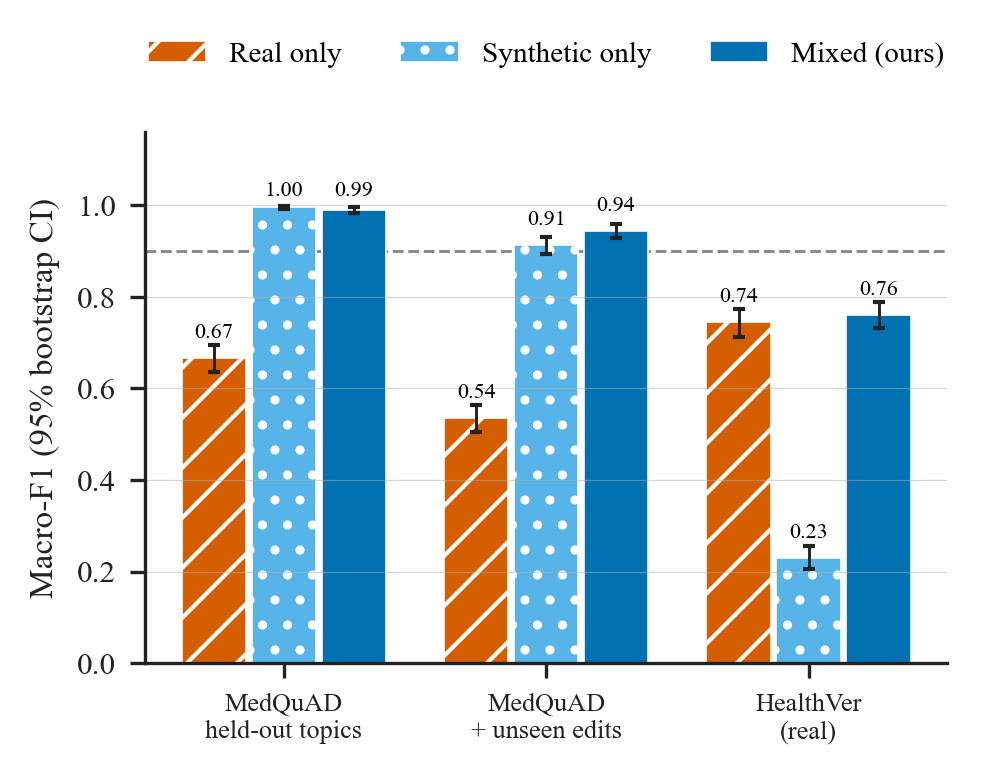 Real only Synthetic only Mixed (ours)
Macro-F1 (95% bootstrap CI)
1.0
0.8
0.6
0.4
0.2
0.0
0.67 1.00 0.99
0.54 0.91 0.94
0.74 0.23 0.76
MedQuAD
held-out topics
MedQuAD
+ unseen edits
HealthVer
(real)